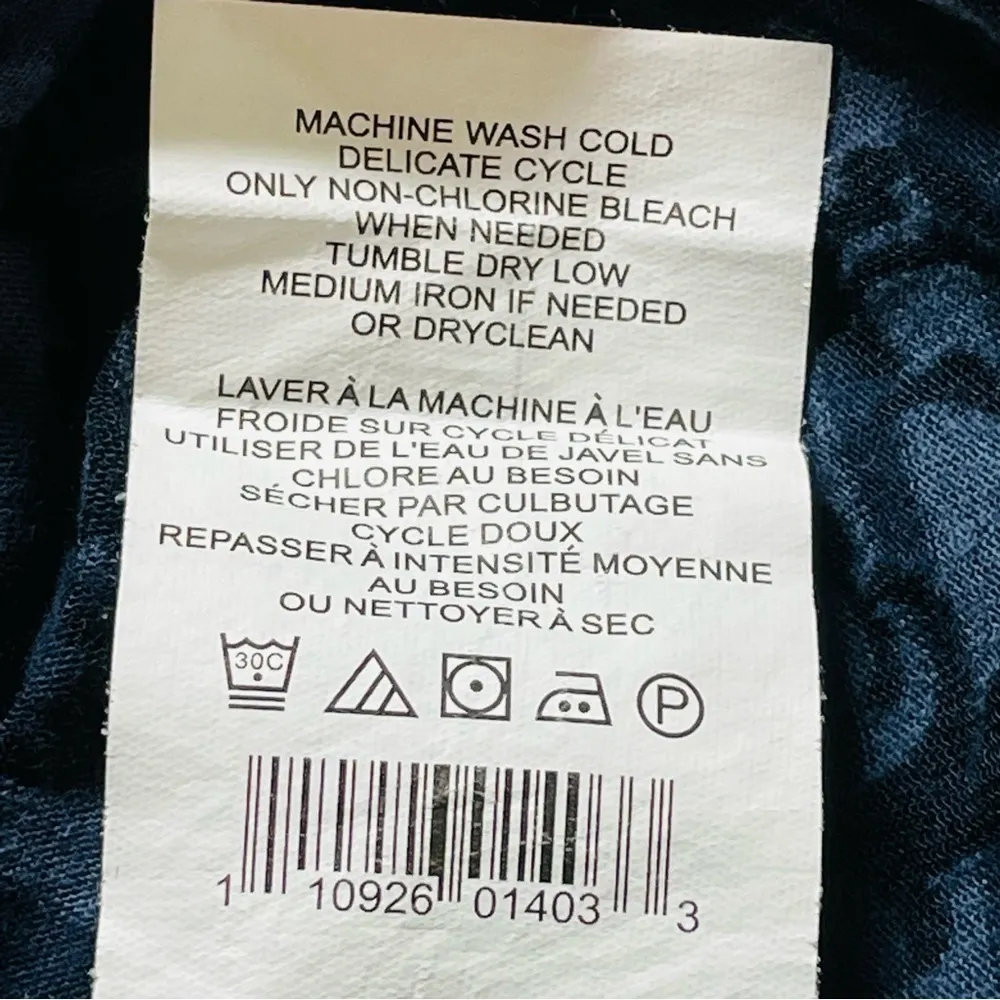 MACHINE WASH COLD
DELICATE CYCLE
ONLY NON-CHLORINE BLEACH
WHEN NEEDED
TUMBLE DRY LOW
MEDIUM IRON IF NEEDED
OR DRYCLEAN
LAVER À LA MACHINE À L'EAU
FROIDE SUR CYCLE DÉLICAT
UTILISER DE L'EAU DE JAVEL SANS
CHLORE AU BESOIN
SÉCHER PAR CULBUTAGE
CYCLE DOUX
REPASSER À INTENSITÉ MOYENNE
AU BESOIN
OU NETTOYER À SEC
30C P
1 10926 01403 3